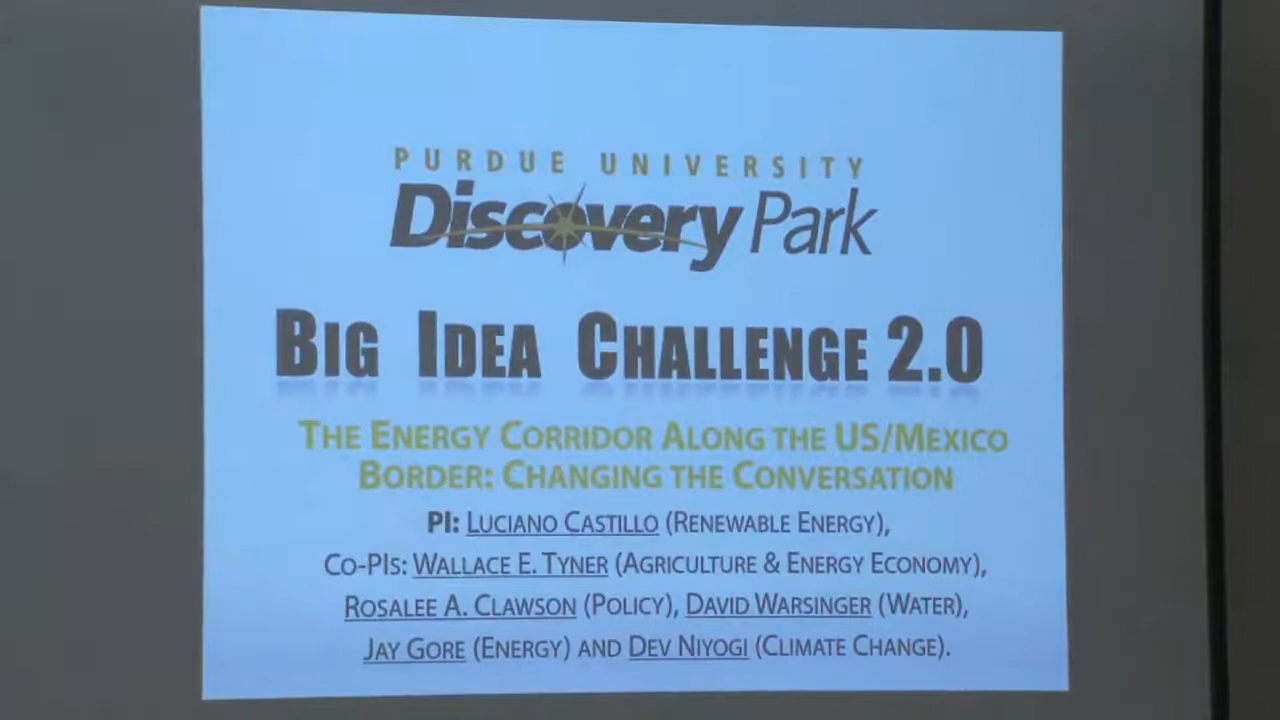 PURDUE UNIVERSITY
Discovery Park
BIG IDEA CHALLENGE 2.0
THE ENERGY CORRIDOR ALONG THE US/MEXICO
BORDER: CHANGING THE CONVERSATION
PI: LUCIANO CASTILLO (RENEWABLE ENERGY),
CO-PIS: WALLACE E. TYNER (AGRICULTURE & ENERGY ECONOMY),
ROSALEE A. CLAWSON (POLICY), DAVID WARSINGER (WATER),
JAY GORE (ENERGY) AND DEV NIYOGI (CLIMATE CHANGE).